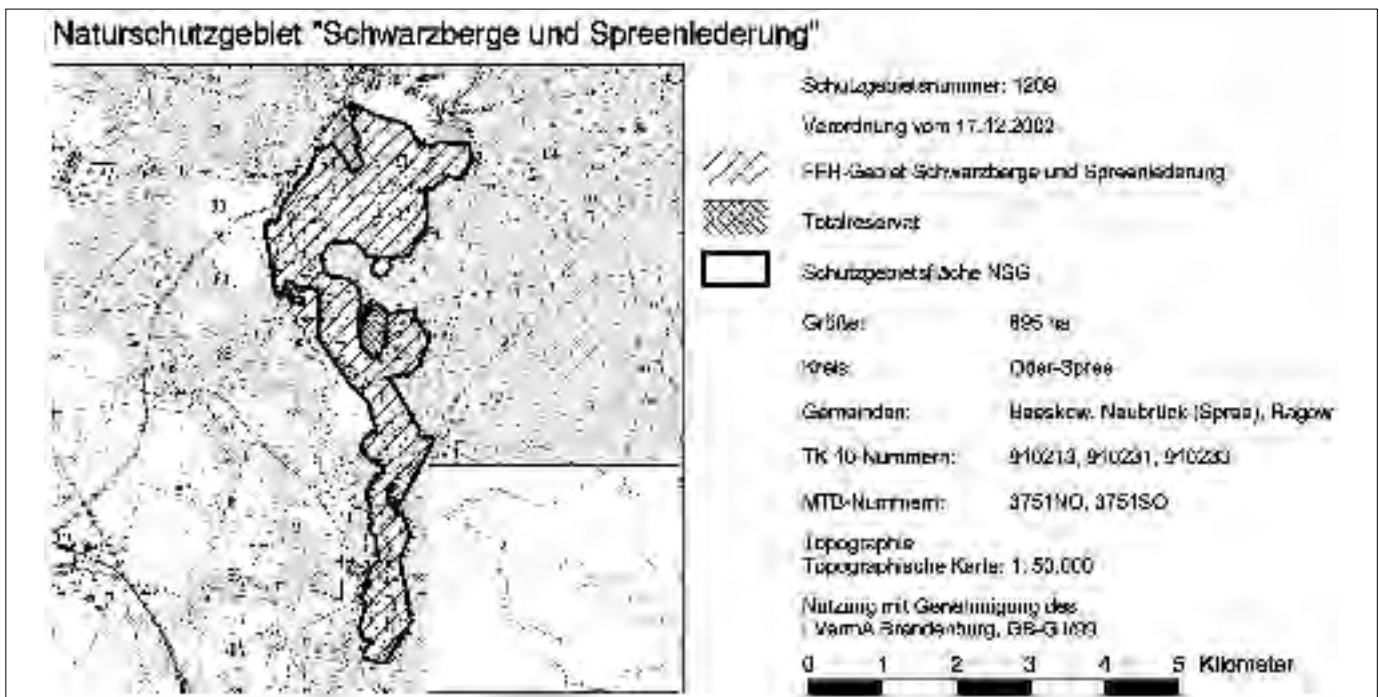 Naturschutzgebiet "Schwarzberge und Spreeniederung"
Schutzgebietsnummer: 1209
Verordnung vom 17.12.2002
FFH-Gebiet Schwarzberge und Spreeniederung
Totalreservat
Schutzgebietsfläche NSG
Größe: 895 ha
Kreis: Oder-Spree
Gemeinden: Beeskow, Neubrück (Spree), Ragow
TK 10-Nummern: 910213, 910231, 910233
MTB-Nummern: 3751NO, 3751SO
Topographie
Topographische Karte: 1: 50.000
Nutzung mit Genehmigung des
LVermA Brandenburg, GB-G1/99
0 1 2 3 4 5 Kilometer